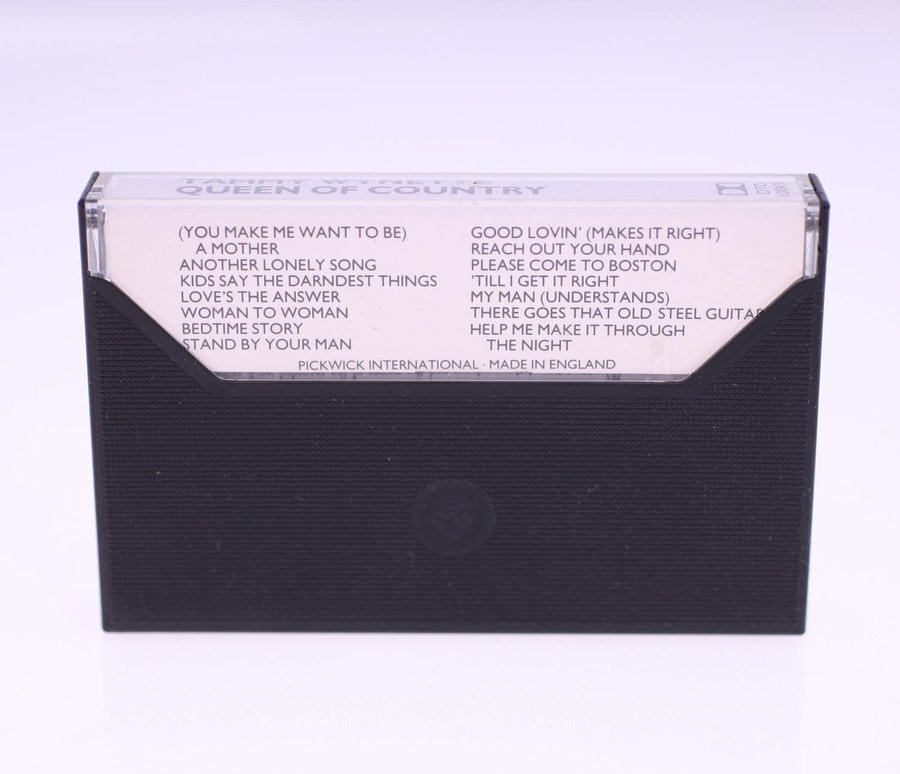 TAMMY WYNETTE
QUEEN OF COUNTRY
(YOU MAKE ME WANT TO BE)
A MOTHER
ANOTHER LONELY SONG
KIDS SAY THE DARNDEST THINGS
LOVE'S THE ANSWER
WOMAN TO WOMAN
BEDTIME STORY
STAND BY YOUR MAN
GOOD LOVIN' (MAKES IT RIGHT)
REACH OUT YOUR HAND
PLEASE COME TO BOSTON
'TILL I GET IT RIGHT
MY MAN (UNDERSTANDS)
THERE GOES THAT OLD STEEL GUITAR
HELP ME MAKE IT THROUGH
THE NIGHT
PICKWICK INTERNATIONAL · MADE IN ENGLAND